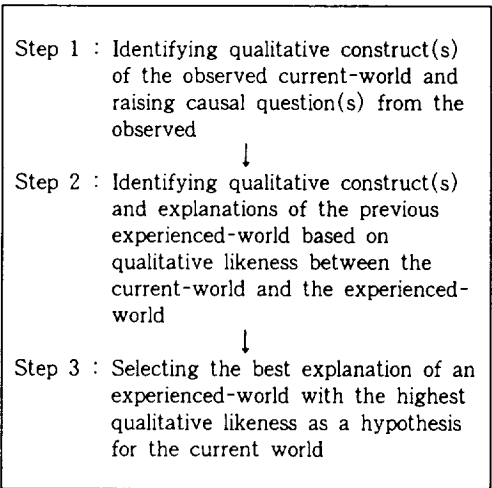 Step 1 : Identifying qualitative construct(s)
of the observed current-world and
raising causal question(s) from the
observed
↓
Step 2 : Identifying qualitative construct(s)
and explanations of the previous
experienced-world based on
qualitative likeness between the
current-world and the experienced-
world
↓
Step 3 : Selecting the best explanation of an
experienced-world with the highest
qualitative likeness as a hypothesis
for the current world